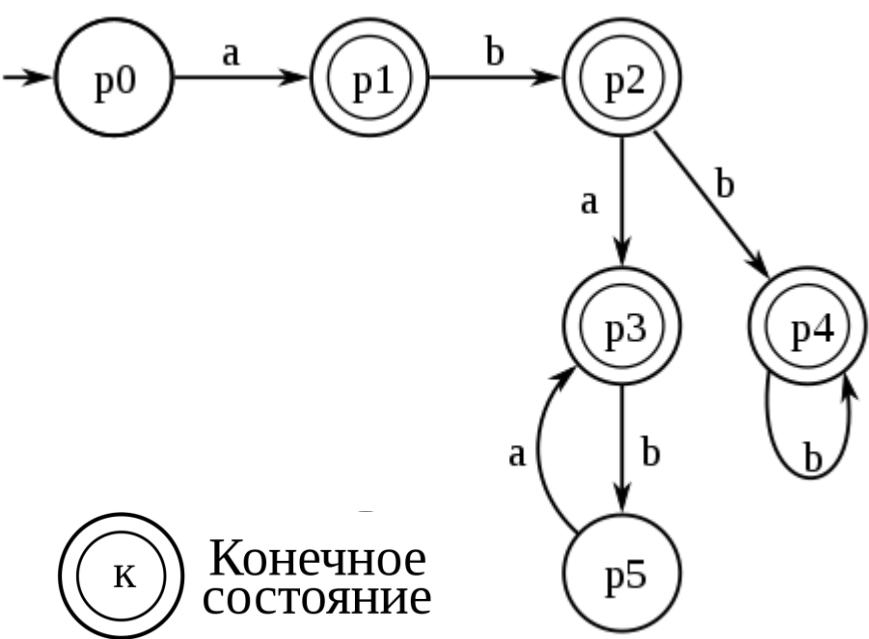 p0 a p1 b p2
a b
p3 p4
a b b
p5
к Конечное
состояние